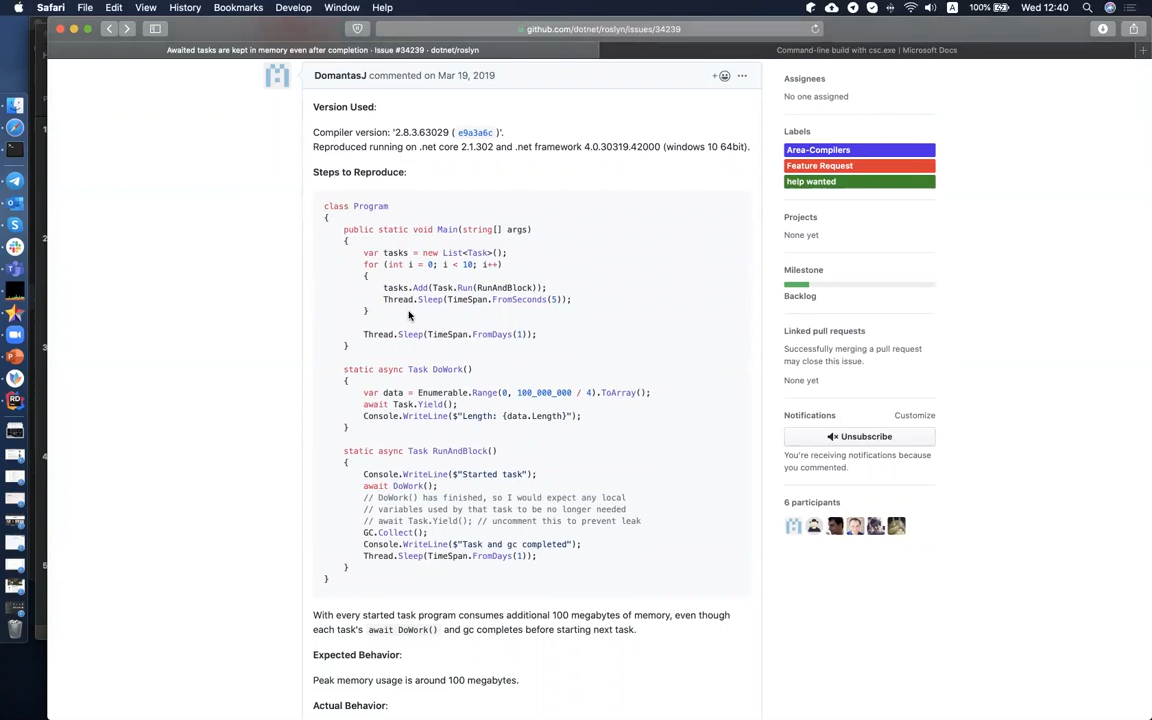 Safari File Edit View History Bookmarks Develop Window Help
A 100% Wed 12:40
github.com/dotnet/roslyn/issues/34239
Awaited tasks are kept in memory even after completion · Issue #34239 · dotnet/roslyn
Command-line build with csc.exe | Microsoft Docs
DomantasJ commented on Mar 19, 2019
Version Used:
Compiler version: '2.8.3.63029 ( e9a3a6c )'.
Reproduced running on .net core 2.1.302 and .net framework 4.0.30319.42000 (windows 10 64bit).
Steps to Reproduce:
class Program
{
public static void Main(string[] args)
{
var tasks = new List<Task>();
for (int i = 0; i < 10; i++)
{
tasks.Add(Task.Run(RunAndBlock));
Thread.Sleep(TimeSpan.FromSeconds(5));
}
Thread.Sleep(TimeSpan.FromDays(1));
}
static async Task DoWork()
{
var data = Enumerable.Range(0, 100_000_000 / 4).ToArray();
await Task.Yield();
Console.WriteLine($"Length: {data.Length}");
}
static async Task RunAndBlock()
{
Console.WriteLine($"Started task");
await DoWork();
// DoWork() has finished, so I would expect any local
// variables used by that task to be no longer needed
// await Task.Yield(); // uncomment this to prevent leak
GC.Collect();
Console.WriteLine($"Task and gc completed");
Thread.Sleep(TimeSpan.FromDays(1));
}
}
With every started task program consumes additional 100 megabytes of memory, even though
each task's await DoWork() and gc completes before starting next task.
Expected Behavior:
Peak memory usage is around 100 megabytes.
Actual Behavior:
Assignees
No one assigned
Labels
Area-Compilers
Feature Request
help wanted
Projects
None yet
Milestone
Backlog
Linked pull requests
Successfully merging a pull request
may close this issue.
None yet
Notifications Customize
Unsubscribe
You're receiving notifications because
you commented.
6 participants